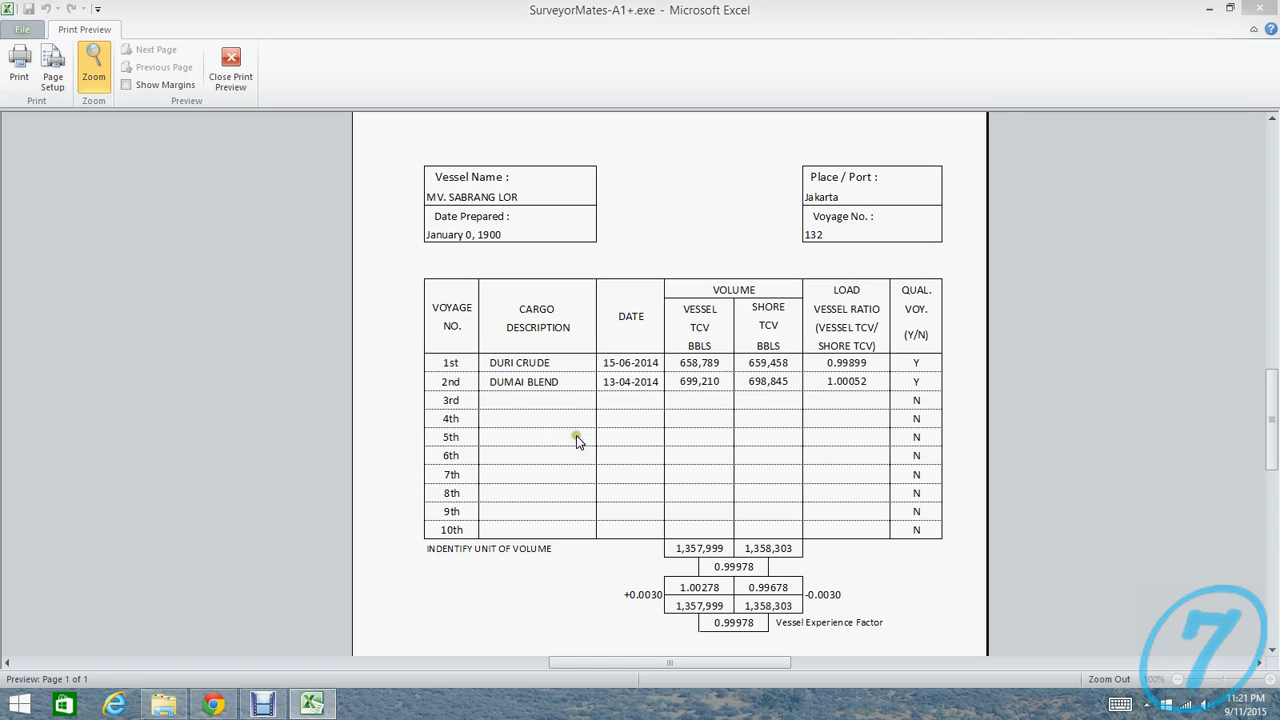 SurveyorMates-A1+.exe - Microsoft Excel
File
Print Preview
Print
Page Setup
Zoom
Next Page
Previous Page
Show Margins
Close Print Preview
Print
Zoom
Preview
Vessel Name :
MV. SABRANG LOR
Date Prepared :
January 0, 1900
Place / Port :
Jakarta
Voyage No. :
132
VOYAGE NO.
CARGO DESCRIPTION
DATE
VOLUME
VESSEL TCV BBLS
SHORE TCV BBLS
LOAD VESSEL RATIO (VESSEL TCV/ SHORE TCV)
QUAL. VOY. (Y/N)
1st DURI CRUDE 15-06-2014 658,789 659,458 0.99899 Y
2nd DUMAI BLEND 13-04-2014 699,210 698,845 1.00052 Y
3rd N
4th N
5th N
6th N
7th N
8th N
9th N
10th N
INDENTIFY UNIT OF VOLUME 1,357,999 1,358,303
0.99978
+0.0030 1.00278 0.99678 -0.0030
1,357,999 1,358,303
0.99978 Vessel Experience Factor
7
Preview: Page 1 of 1
Zoom Out 100%
11:21 PM
9/11/2015